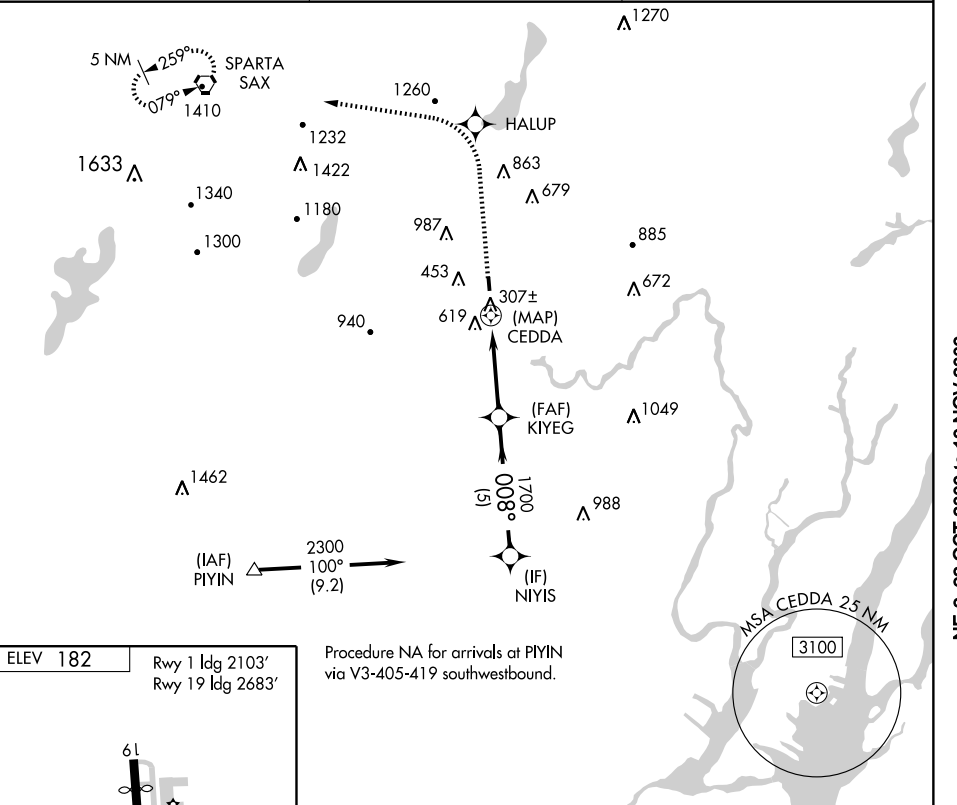 1270
5 NM
259°
SPARTA
SAX
079°
1410
1260
HALUP
1232
1633
1422
863
679
1340
1180
987
1300
885
453
672
307±
619
(MAP)
CEDDA
940
(FAF)
KIYEG
1049
1462
1700
008°
(5)
988
(IAF)
PIYIN
2300
100°
(9.2)
(IF)
NIYIS
MSA CEDDA 25 NM
3100
ELEV 182
Rwy 1 ldg 2103'
Rwy 19 ldg 2683'
Procedure NA for arrivals at PIYIN
via V3-405-419 southwestbound.
19